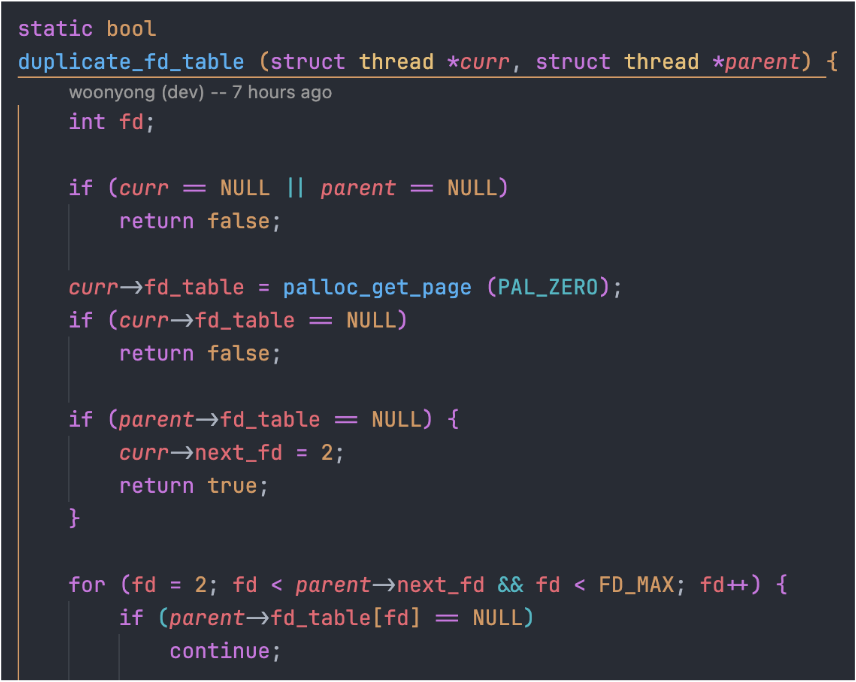 static bool
duplicate_fd_table (struct thread *curr, struct thread *parent) {
woonyong (dev) -- 7 hours ago
int fd;
if (curr == NULL || parent == NULL)
return false;
curr->fd_table = palloc_get_page (PAL_ZERO);
if (curr->fd_table == NULL)
return false;
if (parent->fd_table == NULL) {
curr->next_fd = 2;
return true;
}
for (fd = 2; fd < parent->next_fd && fd < FD_MAX; fd++) {
if (parent->fd_table[fd] == NULL)
continue;